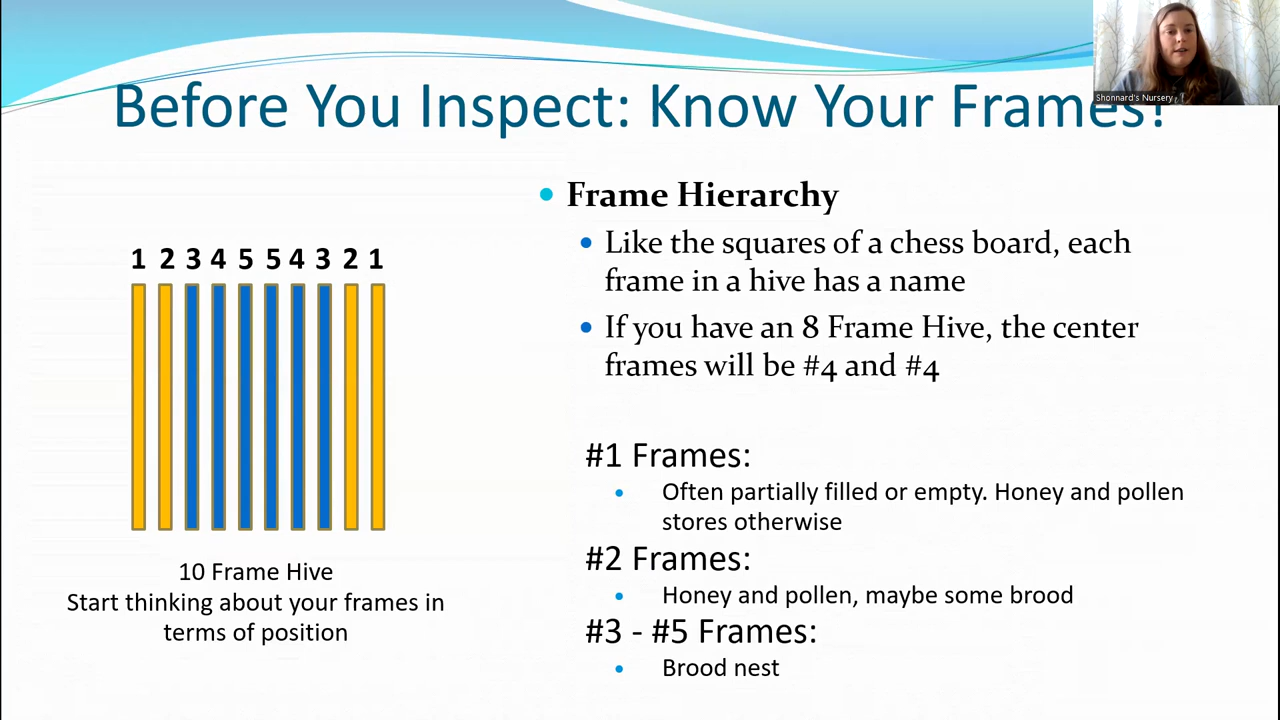 Before You Inspect: Know Your Frames!
Shonnard's Nursery
Frame Hierarchy
Like the squares of a chess board, each
frame in a hive has a name
If you have an 8 Frame Hive, the center
frames will be #4 and #4
1 2 3 4 5 5 4 3 2 1
10 Frame Hive
Start thinking about your frames in
terms of position
#1 Frames:
Often partially filled or empty. Honey and pollen
stores otherwise
#2 Frames:
Honey and pollen, maybe some brood
#3 - #5 Frames:
Brood nest